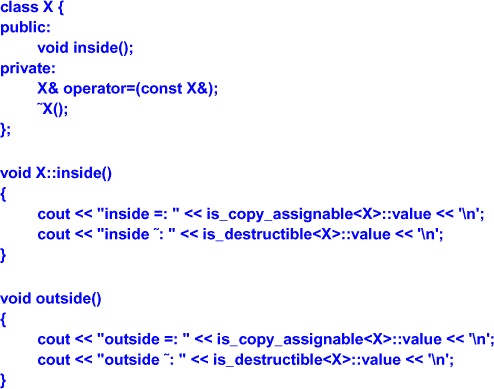 class X {
public:
void inside();
private:
X& operator=(const X&);
˜X();
};
void X::inside()
{
cout << "inside =: " << is_copy_assignable<X>::value << '\n';
cout << "inside ˜: " << is_destructible<X>::value << '\n';
}
void outside()
{
cout << "outside =: " << is_copy_assignable<X>::value << '\n';
cout << "outside ˜: " << is_destructible<X>::value << '\n';
}